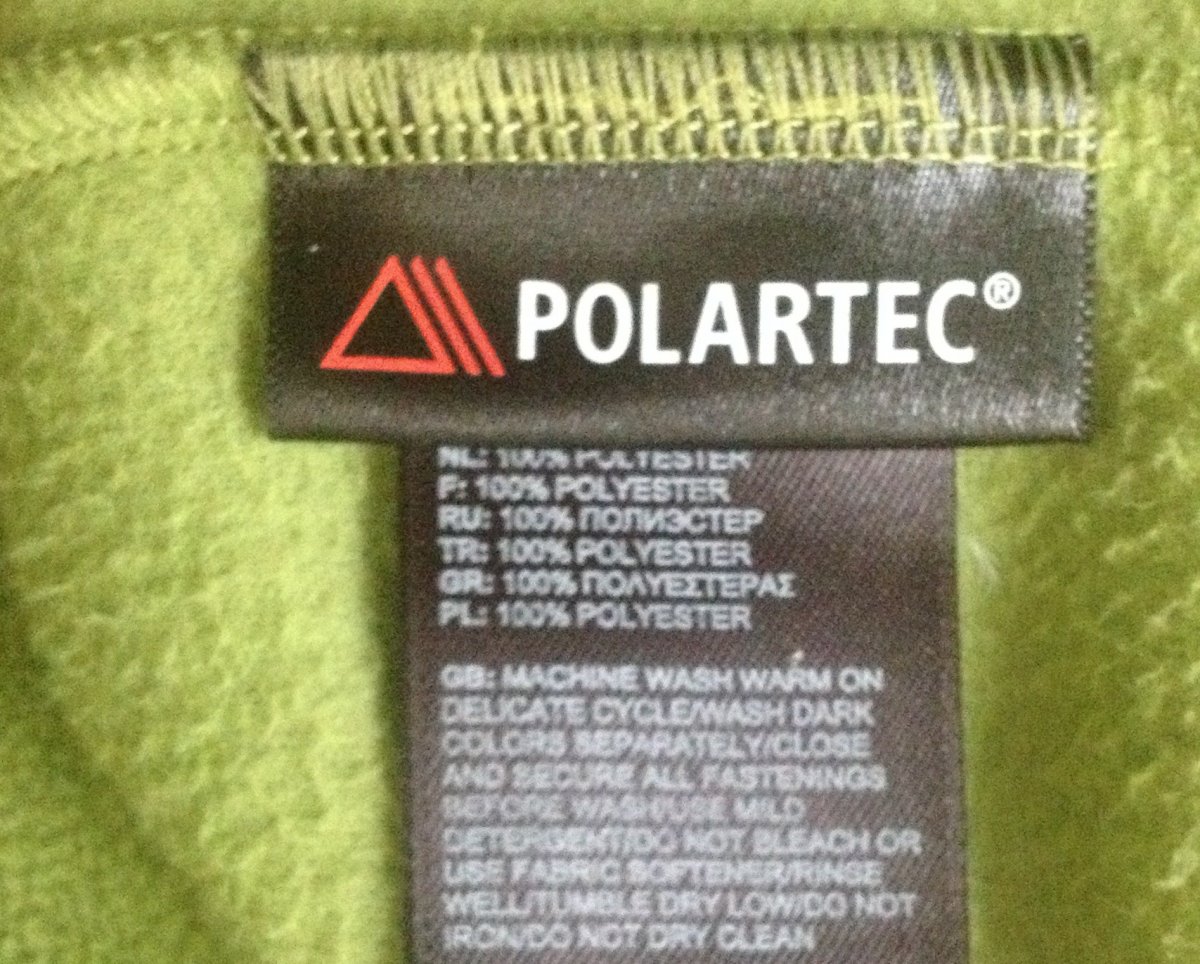 POLARTEC®
NL: 100% POLYESTER
F: 100% POLYESTER
RU: 100% ПОЛИЭСТЕР
TR: 100% POLYESTER
GR: 100% ΠΟΛΥΕΣΤΕΡΑΣ
PL: 100% POLYESTER
GB: MACHINE WASH WARM ON
DELICATE CYCLE/WASH DARK
COLORS SEPARATELY/CLOSE
AND SECURE ALL FASTENINGS
BEFORE WASH/USE MILD
DETERGENT/DO NOT BLEACH OR
USE FABRIC SOFTENER/RINSE
WELL/TUMBLE DRY LOW/DO NOT
IRON/DO NOT DRY CLEAN